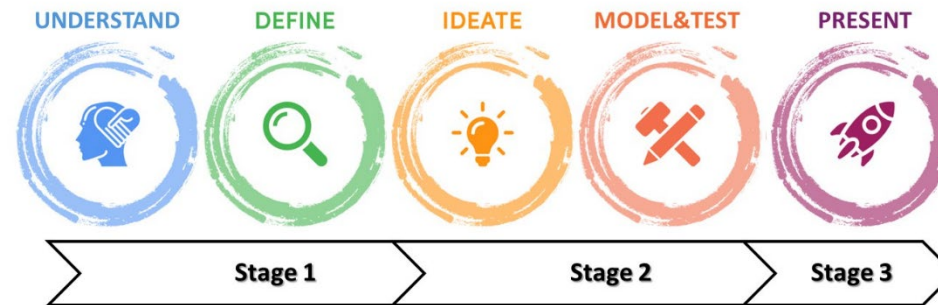 UNDERSTAND DEFINE IDEATE MODEL&TEST PRESENT
Stage 1 Stage 2 Stage 3